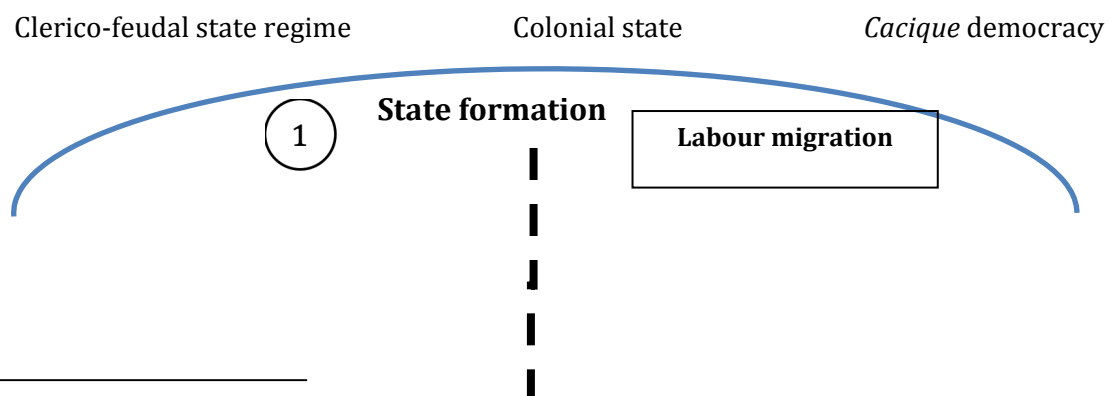 Clerico-feudal state regime Colonial state Cacique democracy
State formation
1
Labour migration